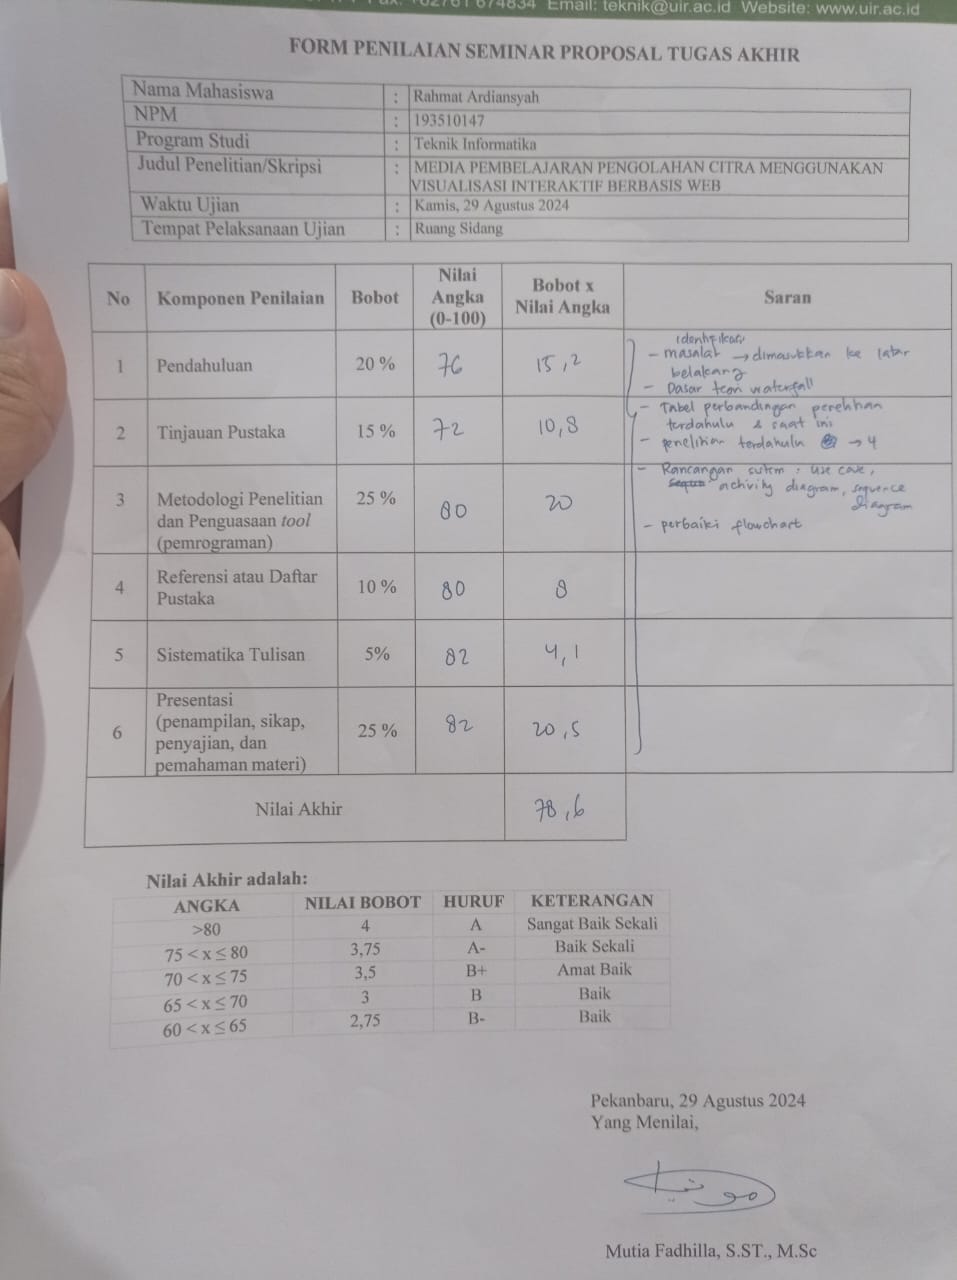 674834 Email: teknik@uir.ac.id Website: www.uir.ac.id
FORM PENILAIAN SEMINAR PROPOSAL TUGAS AKHIR
Nama Mahasiswa : Rahmat Ardiansyah
NPM : 193510147
Program Studi : Teknik Informatika
Judul Penelitian/Skripsi : MEDIA PEMBELAJARAN PENGOLAHAN CITRA MENGGUNAKAN
VISUALISASI INTERAKTIF BERBASIS WEB
Waktu Ujian : Kamis, 29 Agustus 2024
Tempat Pelaksanaan Ujian : Ruang Sidang
No Komponen Penilaian Bobot Nilai Angka (0-100) Bobot x Nilai Angka Saran
1 Pendahuluan 20 % 76 15,2
identifikasi
- masalah → dimasukkan ke latar
belakang
- Dasar teori waterfall
2 Tinjauan Pustaka 15 % 72 10,8
- Tabel perbandingan penelitian
terdahulu & saat ini
- penelitian terdahulu → 4
3 Metodologi Penelitian
dan Penguasaan tool
(pemrograman) 25 % 80 20
- Rancangan sistem : use case,
activity diagram, sequence
diagram
- perbaiki flowchart
4 Referensi atau Daftar
Pustaka 10 % 80 8
5 Sistematika Tulisan 5% 82 4,1
6 Presentasi
(penampilan, sikap,
penyajian, dan
pemahaman materi) 25 % 82 20,5
Nilai Akhir 78,6
Nilai Akhir adalah:
ANGKA NILAI BOBOT HURUF KETERANGAN
>80 4 A Sangat Baik Sekali
75 < x ≤ 80 3,75 A- Baik Sekali
70 < x ≤ 75 3,5 B+ Amat Baik
65 < x ≤ 70 3 B Baik
60 < x ≤ 65 2,75 B- Baik
Pekanbaru, 29 Agustus 2024
Yang Menilai,
Mutia Fadhilla, S.ST., M.Sc